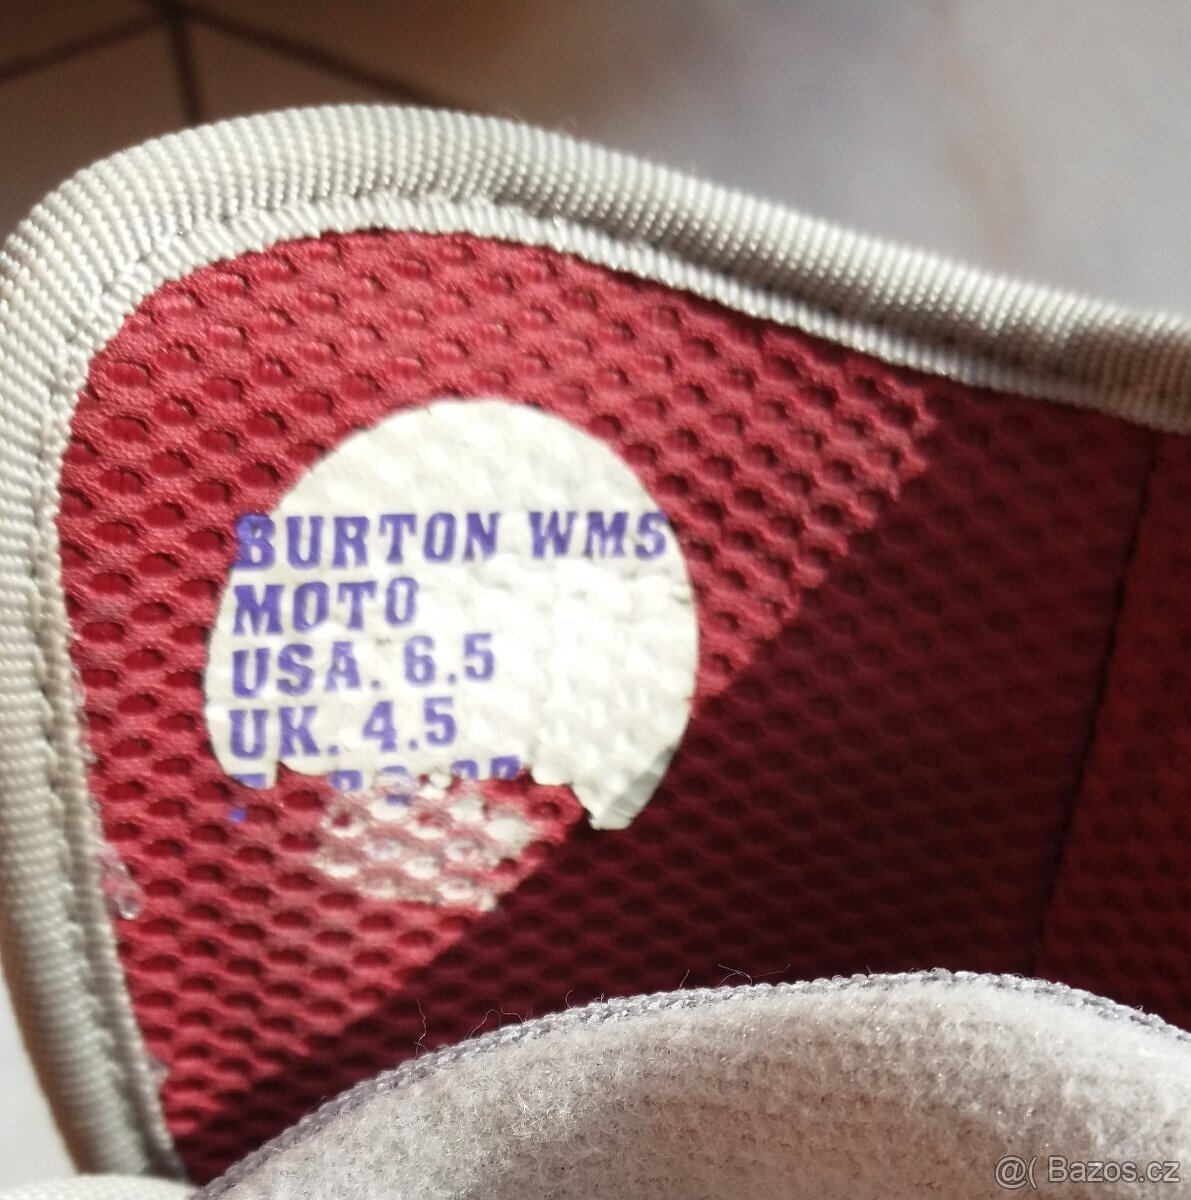 BURTON WMS
MOTO
USA. 6.5
UK. 4.5
@( Bazos.cz